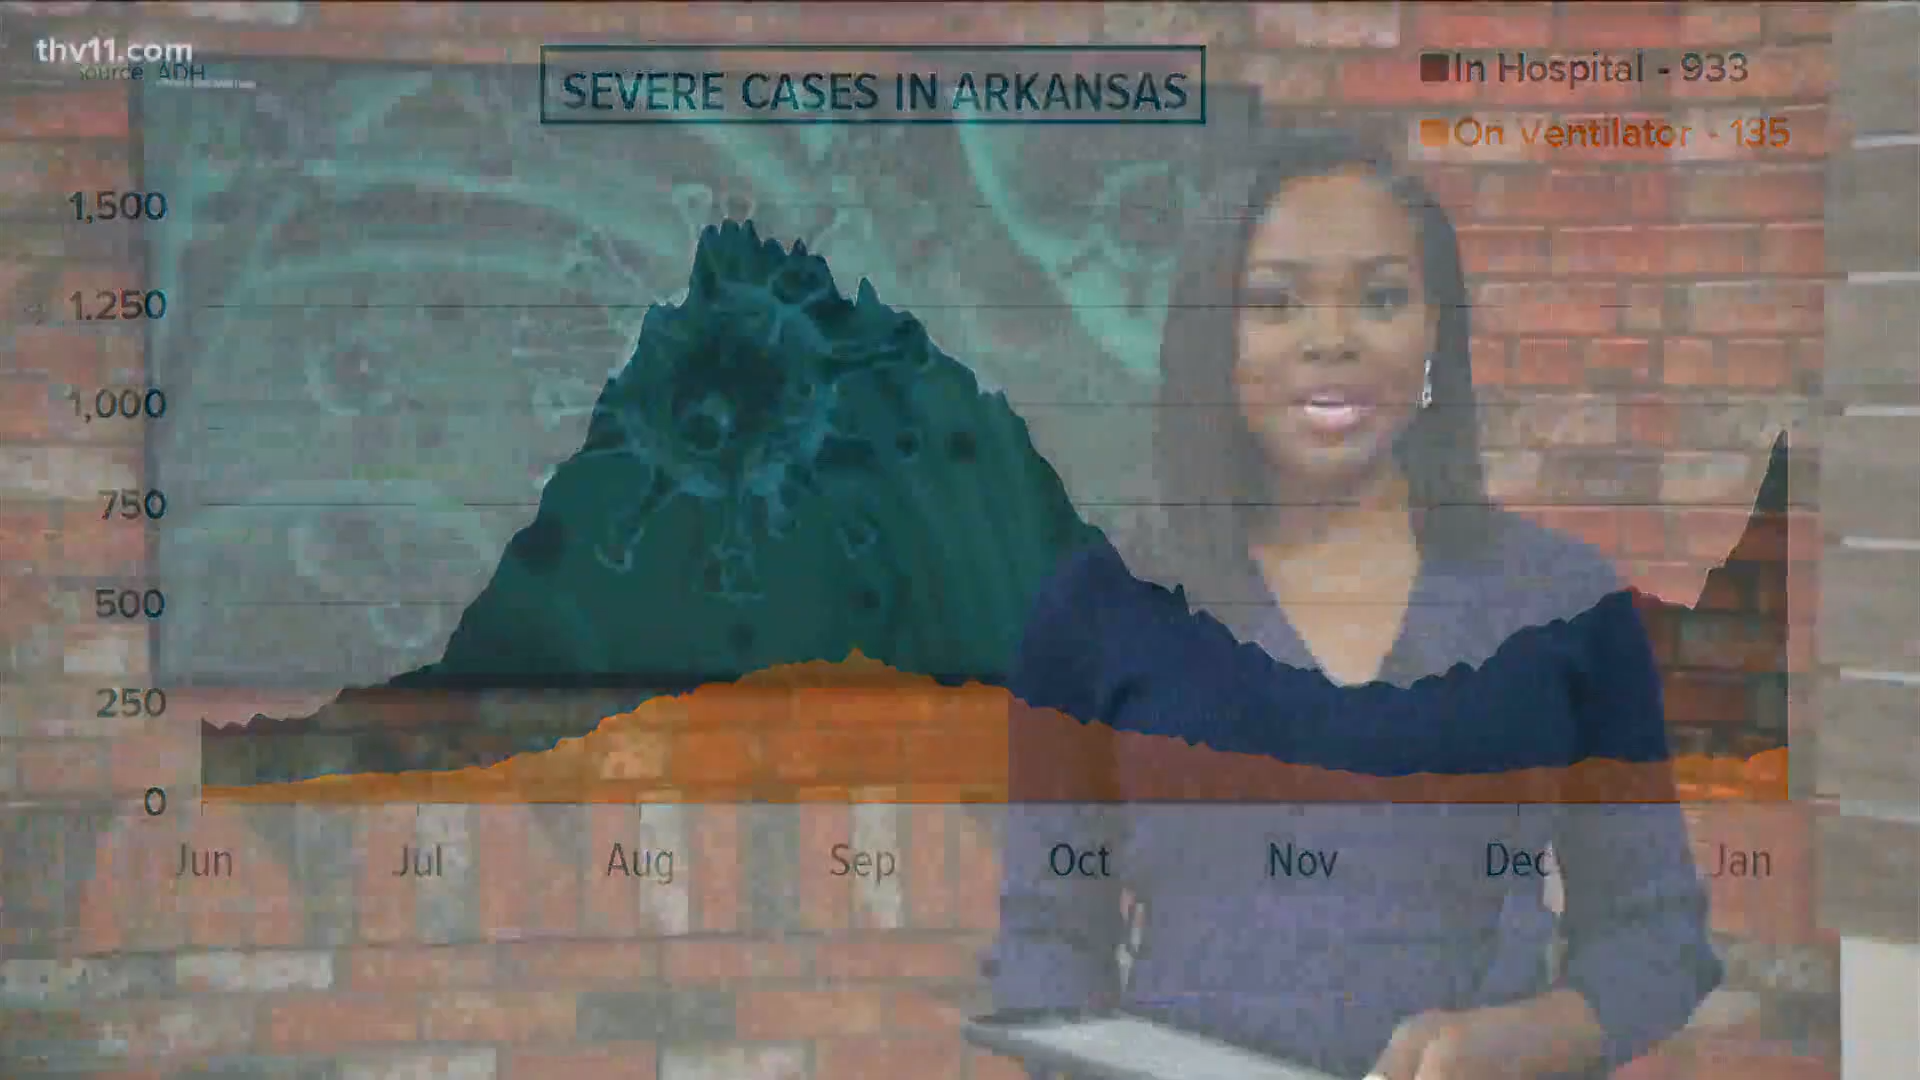 thv11.com
Source: ADH
SEVERE CASES IN ARKANSAS
In Hospital - 933
On Ventilator - 135
1,500
1,250
1,000
750
500
250
0
Jun Jul Aug Sep Oct Nov Dec Jan